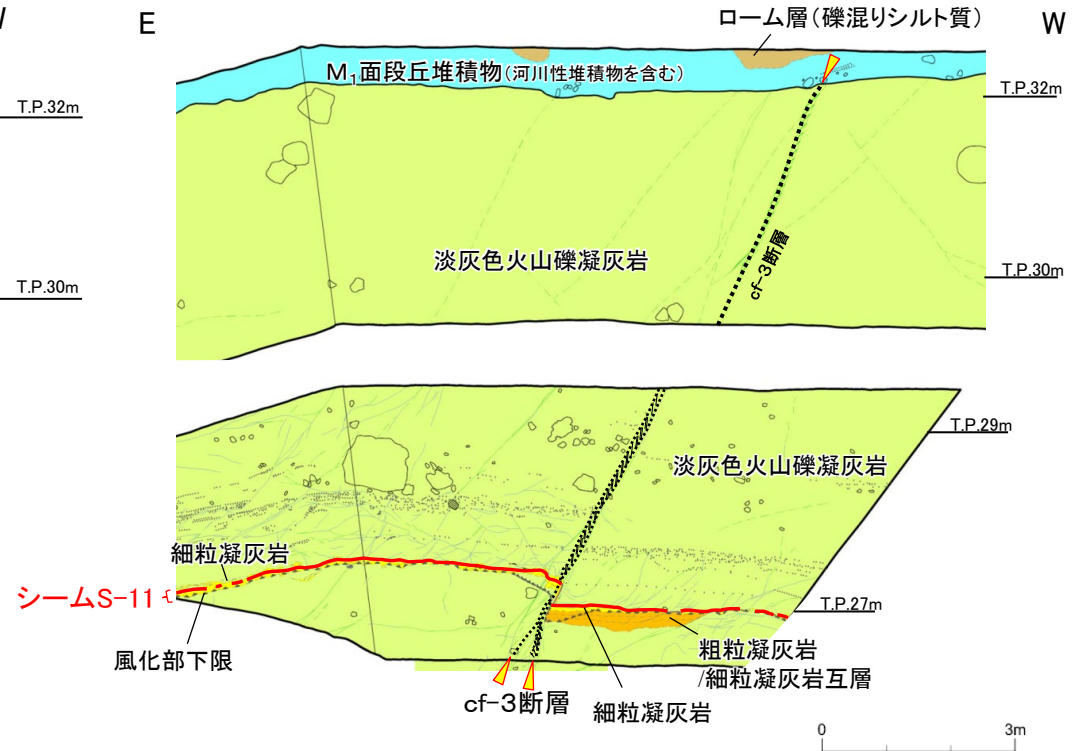 E
W
ローム層(礫混りシルト質)
M₁面段丘堆積物(河川性堆積物を含む)
T.P.32m
T.P.32m
淡灰色火山礫凝灰岩
cf-3断層
T.P.30m
T.P.30m
T.P.29m
淡灰色火山礫凝灰岩
細粒凝灰岩
シームS-11
T.P.27m
風化部下限
粗粒凝灰岩
/細粒凝灰岩互層
cf-3断層
細粒凝灰岩
0
3m